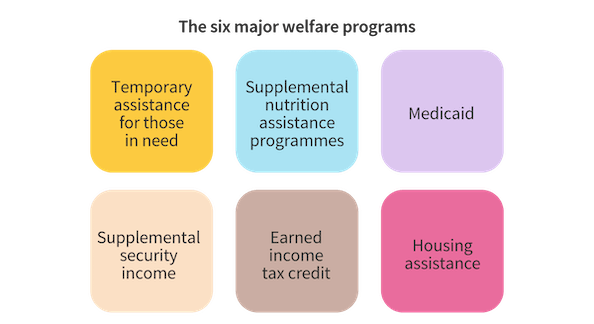 The six major welfare programs
Temporary
assistance
for those
in need
Supplemental
nutrition
assistance
programmes
Medicaid
Supplemental
security
income
Earned
income
tax credit
Housing
assistance